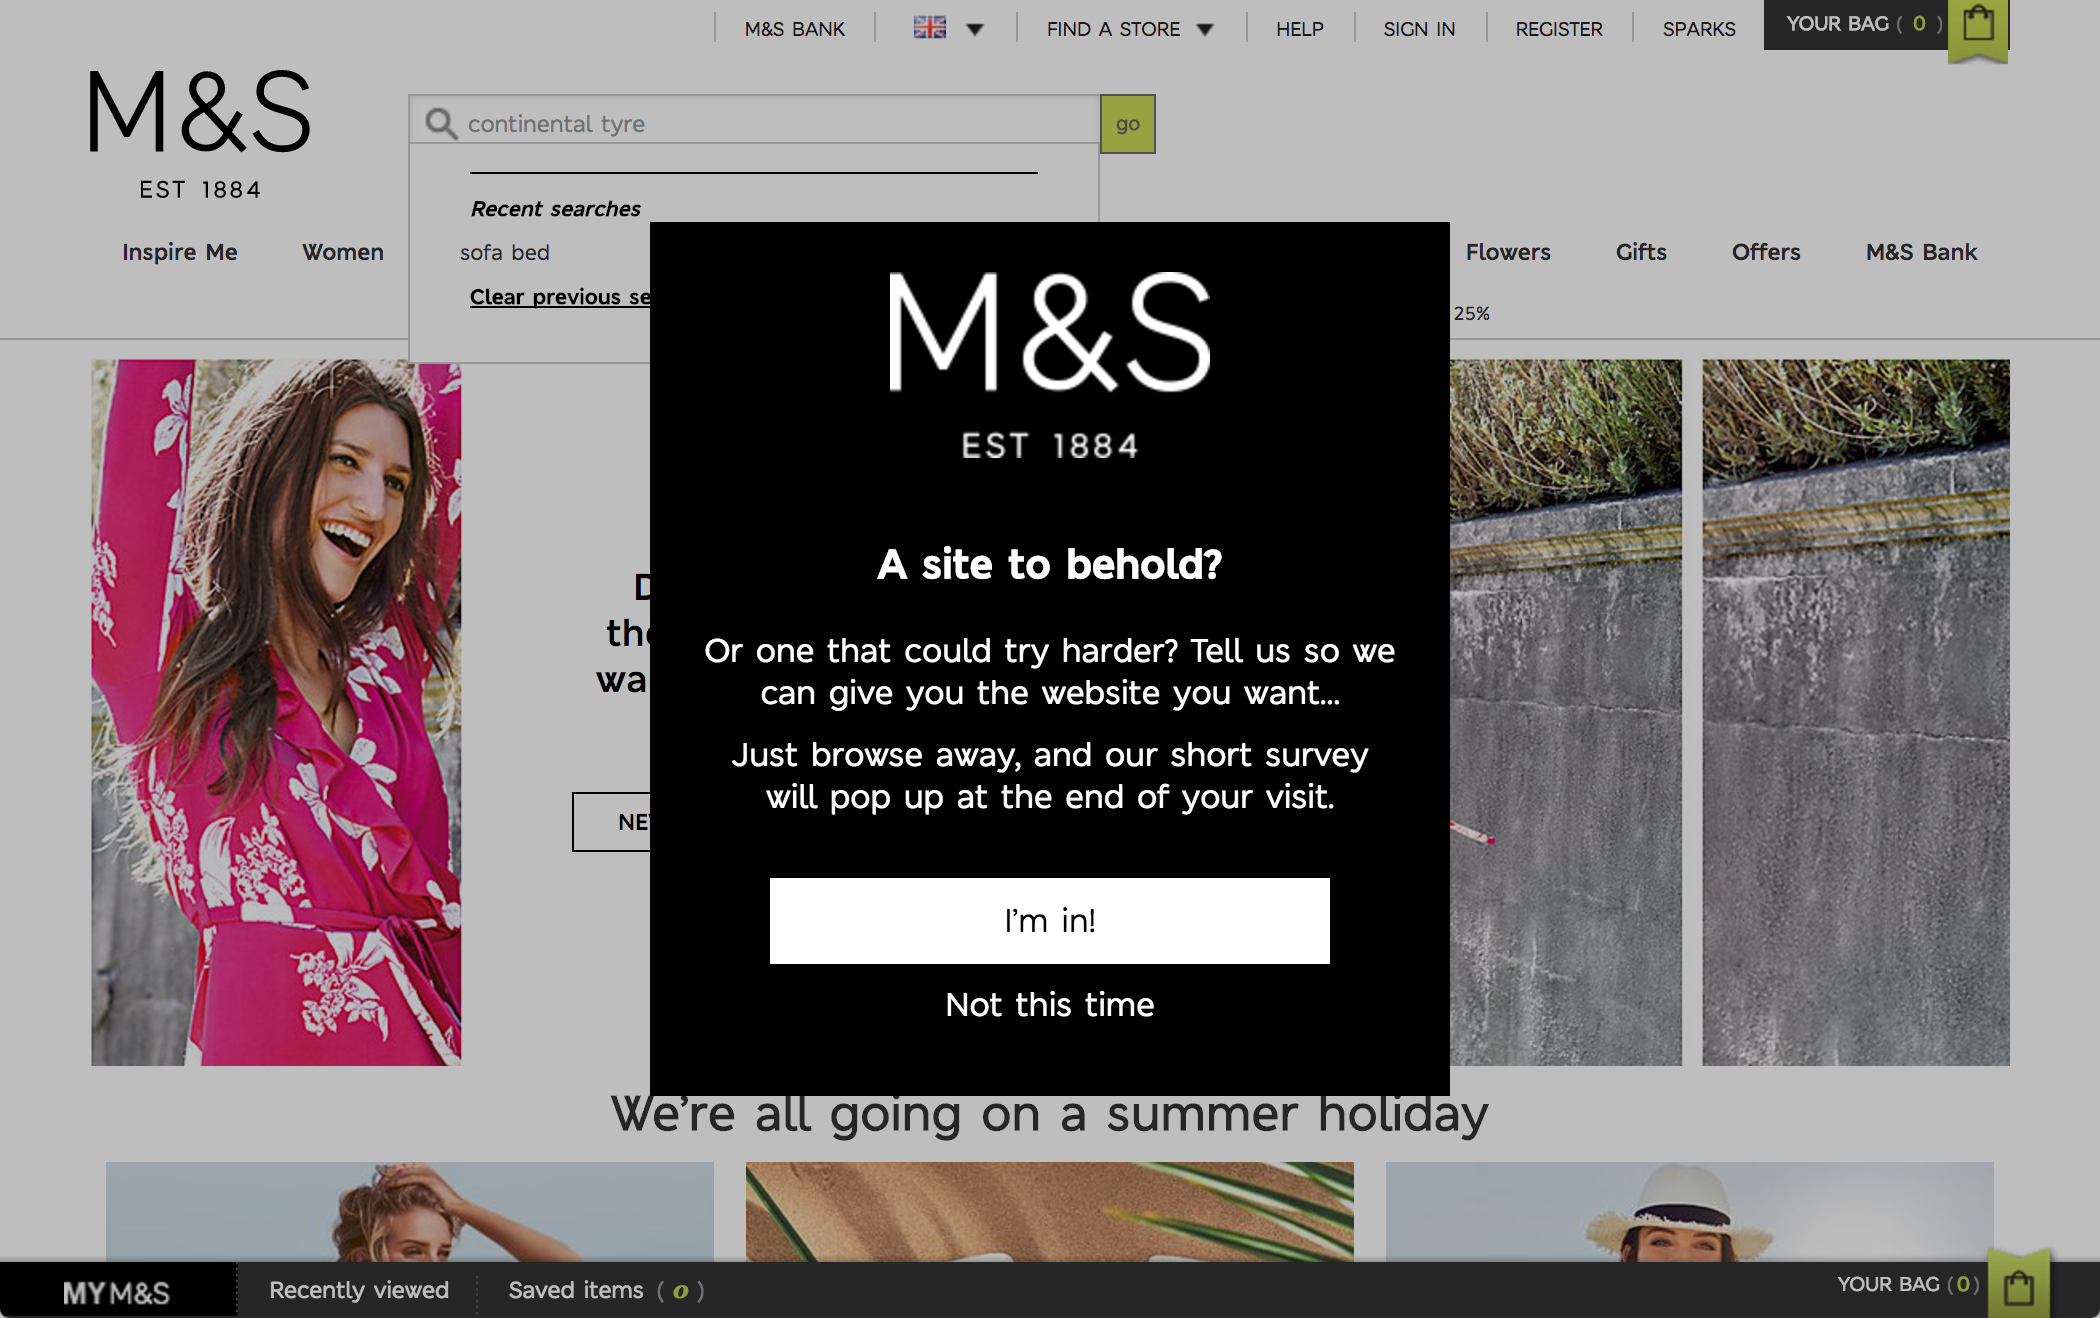 M&S BANK
FIND A STORE
HELP
SIGN IN
REGISTER
SPARKS
YOUR BAG ( 0 )
M&S
EST 1884
continental tyre
go
Recent searches
sofa bed
Clear previous se
Inspire Me
Women
Flowers
Gifts
Offers
M&S Bank
25%
M&S
EST 1884
A site to behold?
Or one that could try harder? Tell us so we
can give you the website you want...
Just browse away, and our short survey
will pop up at the end of your visit.
I'm in!
Not this time
We're all going on a summer holiday
MY M&S
Recently viewed
Saved items ( 0 )
YOUR BAG (0)